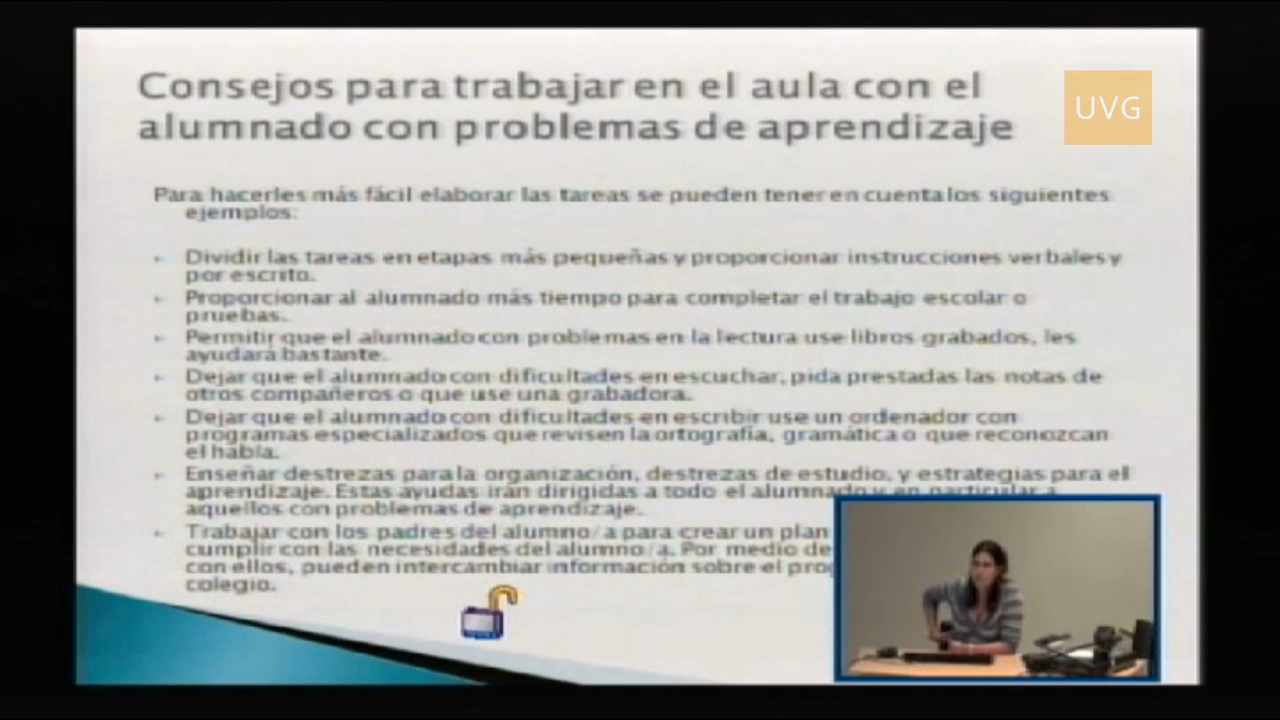 Consejos para trabajar en el aula con el
alumnado con problemas de aprendizaje
UVG
Para hacerles más fácil elaborar las tareas se pueden tener en cuenta los siguientes
ejemplos:
Dividir las tareas en etapas más pequeñas y proporcionar instrucciones verbales y
por escrito.
Proporcionar al alumnado más tiempo para completar el trabajo escolar o
pruebas.
Permitir que el alumnado con problemas en la lectura use libros grabados, les
ayudará bastante.
Dejar que el alumnado con dificultades en escuchar, pida prestadas las notas de
otros compañeros o que use una grabadora.
Dejar que el alumnado con dificultades en escribir use un ordenador con
programas especializados que revisen la ortografía, gramática o que reconozcan
el habla.
Enseñar destrezas para la organización, destrezas de estudio, y estrategias para el
aprendizaje. Estas ayudas irán dirigidas a todo el alumnado y en particular a
aquellos con problemas de aprendizaje.
Trabajar con los padres del alumno/a para crear un plan
cumplir con las necesidades del alumno/a. Por medio de
con ellos, pueden intercambiar información sobre el
colegio.